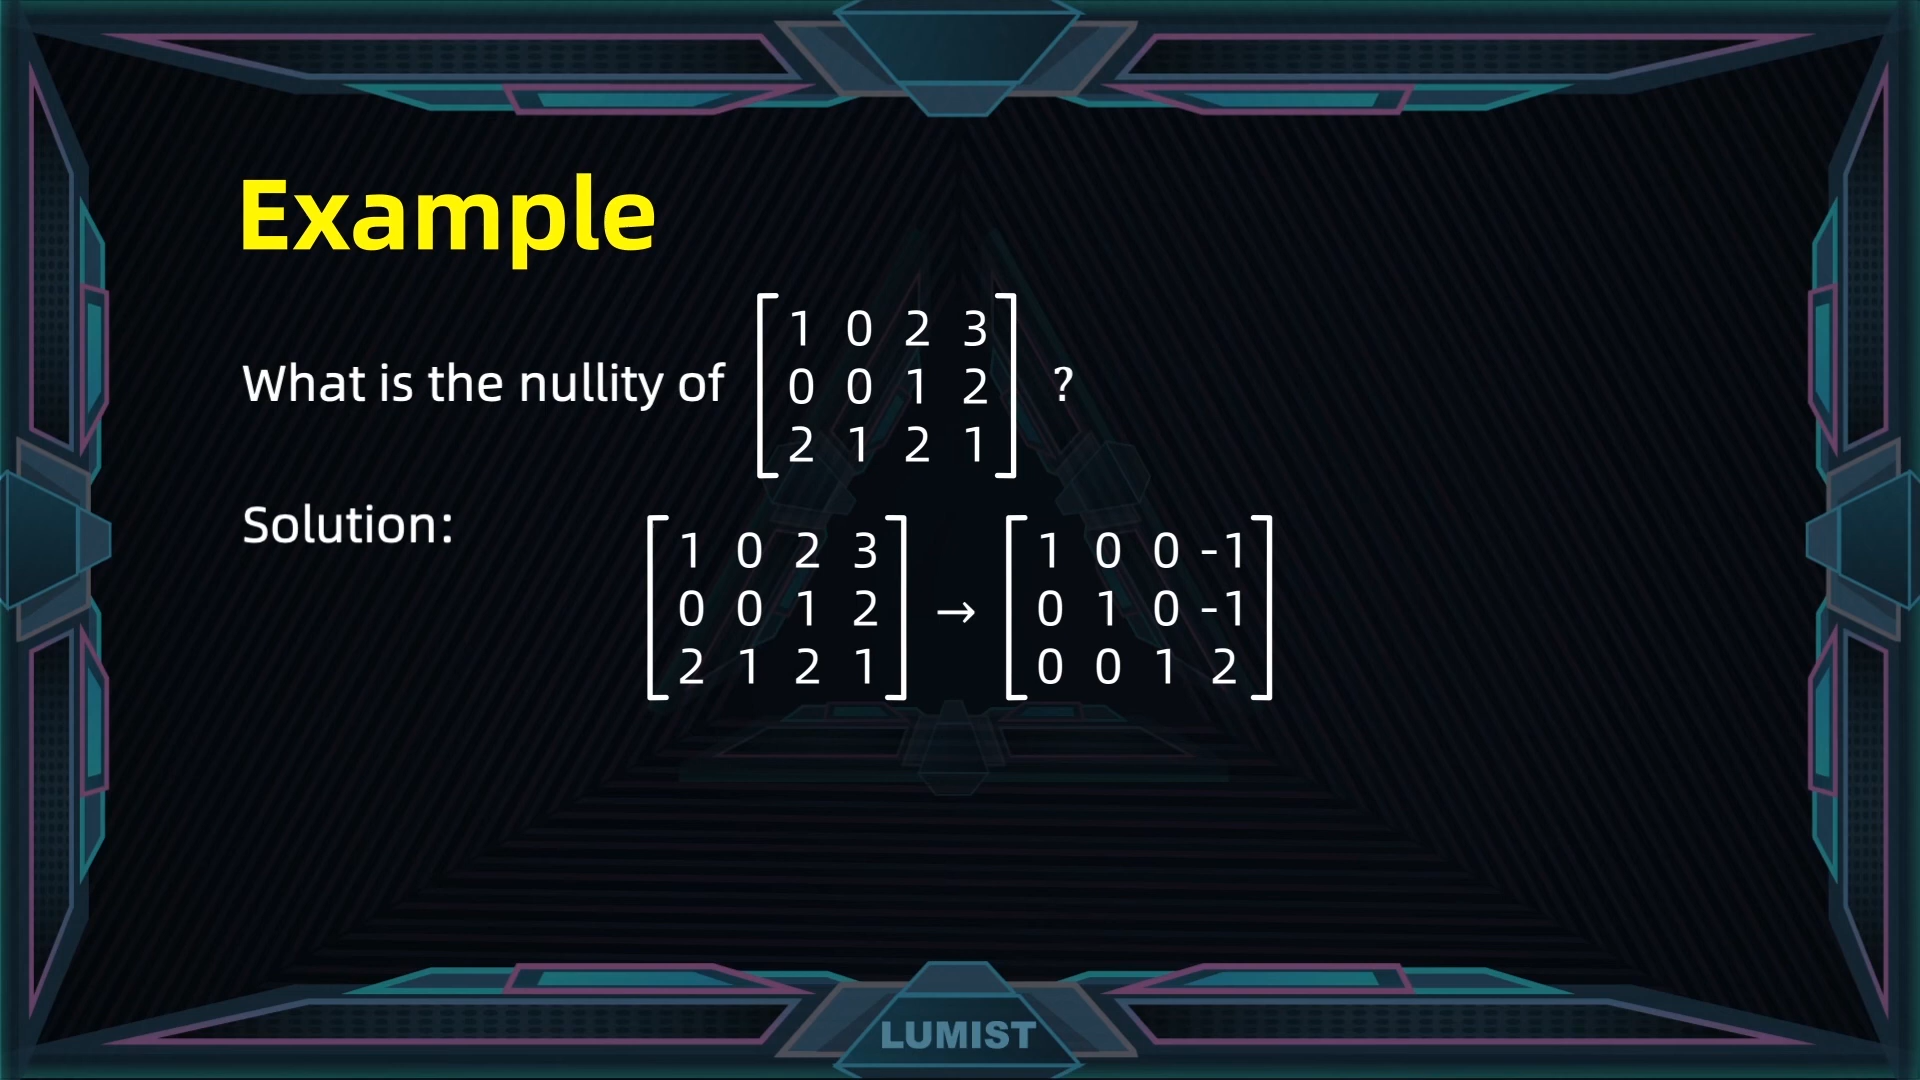 Example
1 0 2 3
What is the nullity of 0 0 1 2 ?
2 1 2 1
Solution:
1 0 2 3 1 0 0 -1
0 0 1 2 → 0 1 0 -1
2 1 2 1 0 0 1 2
LUMIST